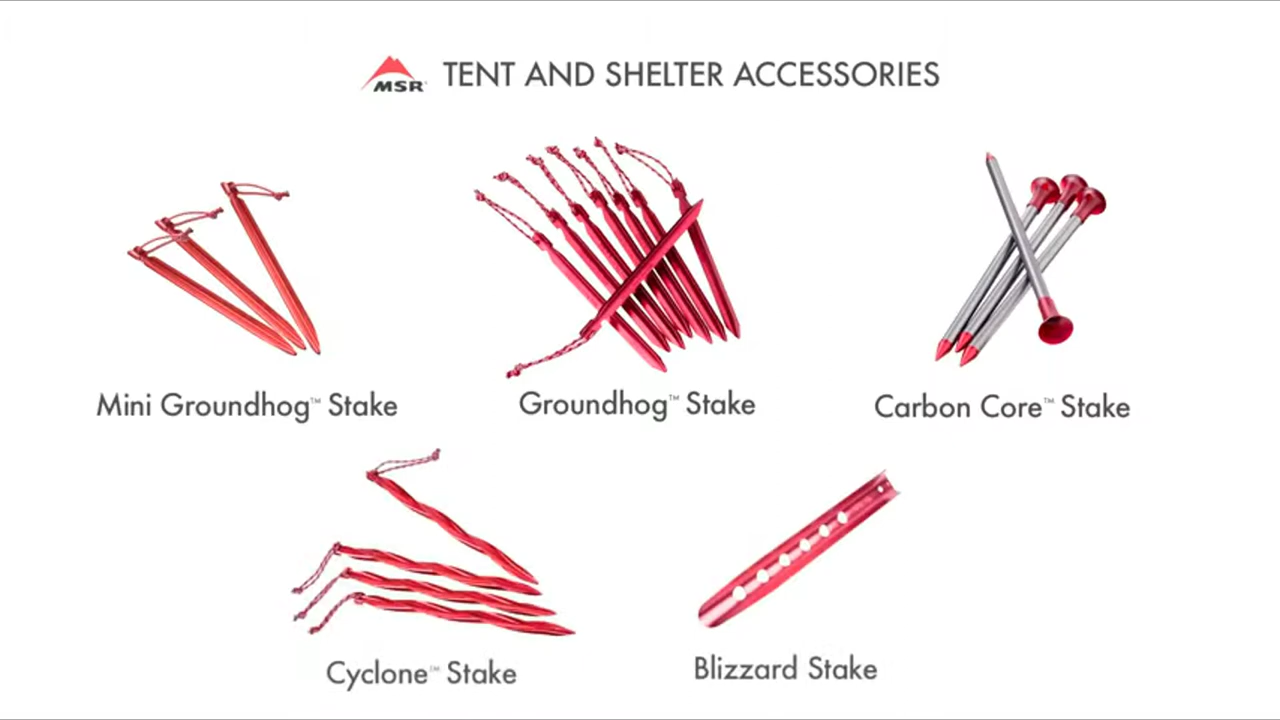 MSR TENT AND SHELTER ACCESSORIES
Mini Groundhog™ Stake
Groundhog™ Stake
Carbon Core™ Stake
Cyclone™ Stake
Blizzard Stake